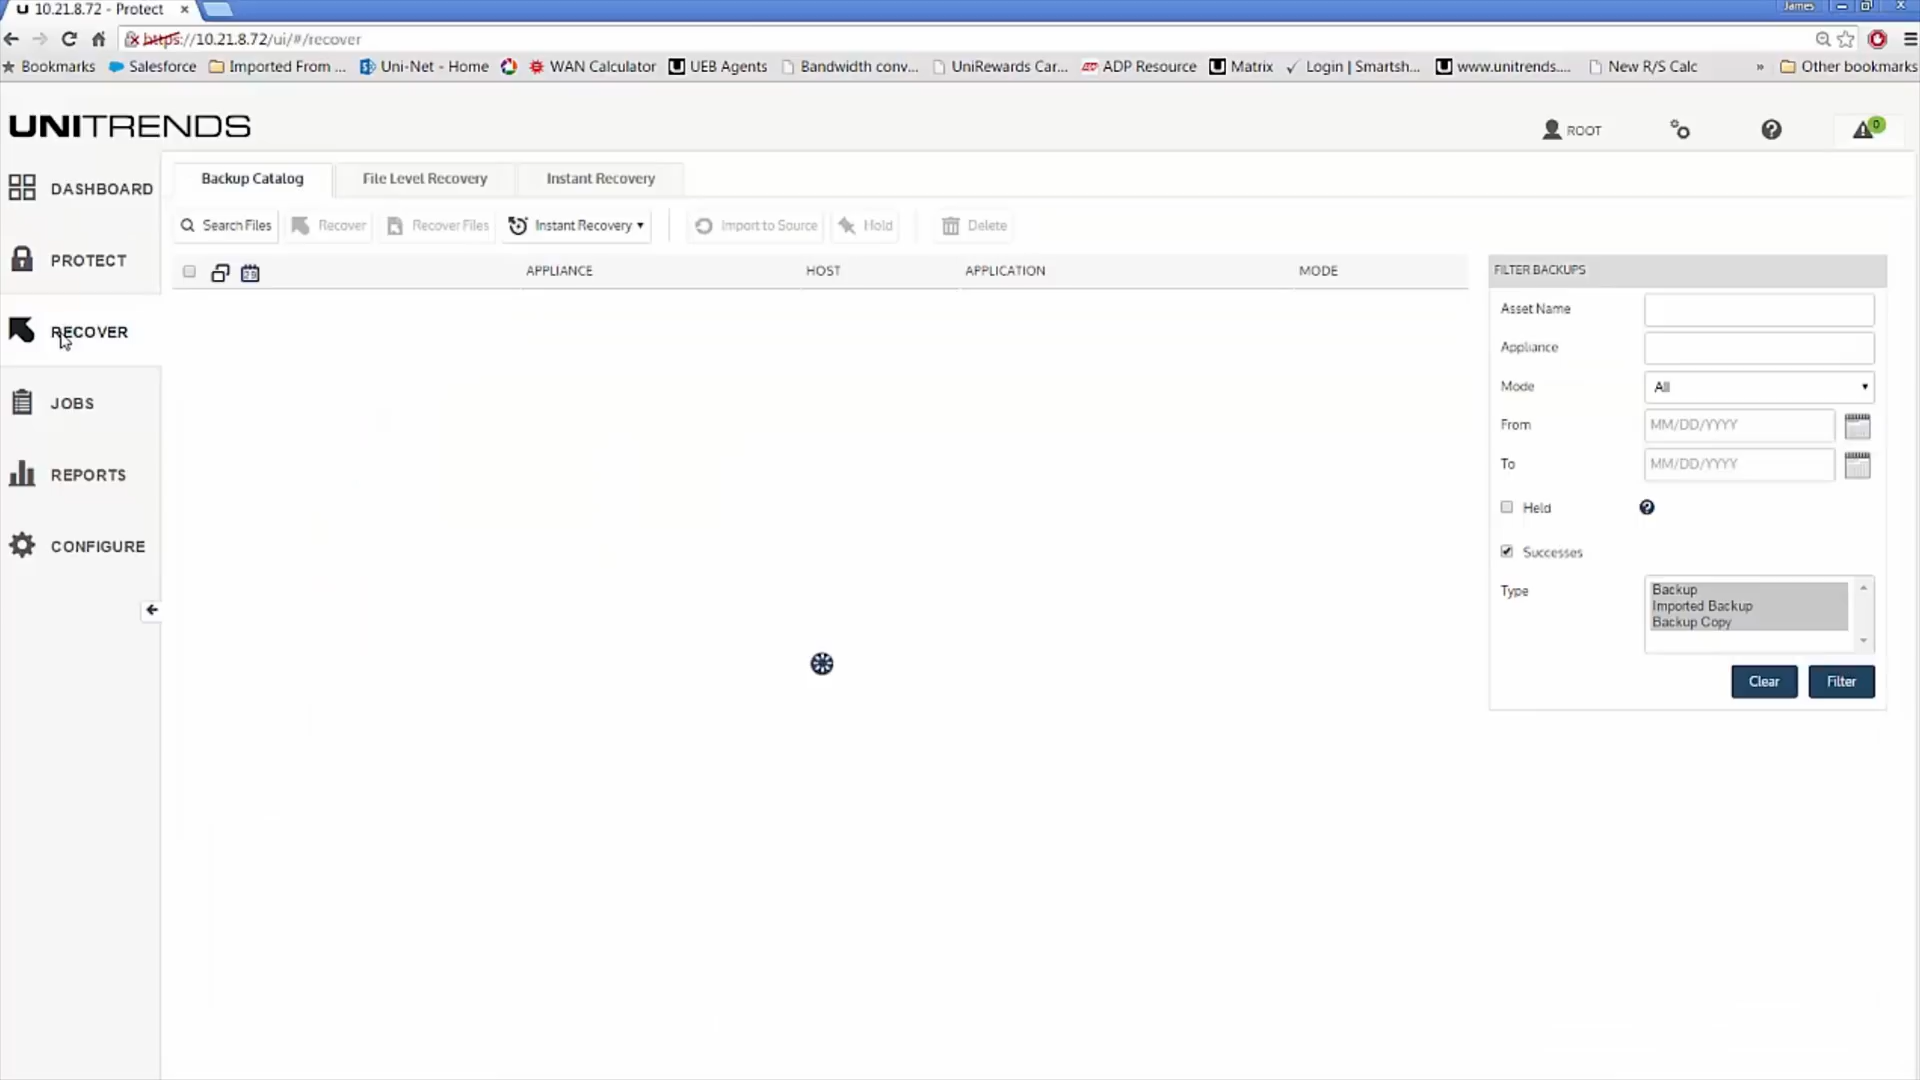 10.21.8.72 - Protect
James
https://10.21.8.72/ui/#/recover
Bookmarks Salesforce Imported From ... Uni-Net - Home WAN Calculator UEB Agents Bandwidth conv... UniRewards Car... ADP Resource Matrix Login | Smartsh... www.unitrends.... New R/S Calc » Other bookmarks
UNITRENDS
ROOT
0
DASHBOARD
PROTECT
RECOVER
JOBS
REPORTS
CONFIGURE
Backup Catalog File Level Recovery Instant Recovery
Search Files Recover Recover Files Instant Recovery Import to Source Hold Delete
APPLIANCE HOST APPLICATION MODE
FILTER BACKUPS
Asset Name
Appliance
Mode All
From MM/DD/YYYY
To MM/DD/YYYY
Held
Successes
Type
Backup
Imported Backup
Backup Copy
Clear Filter